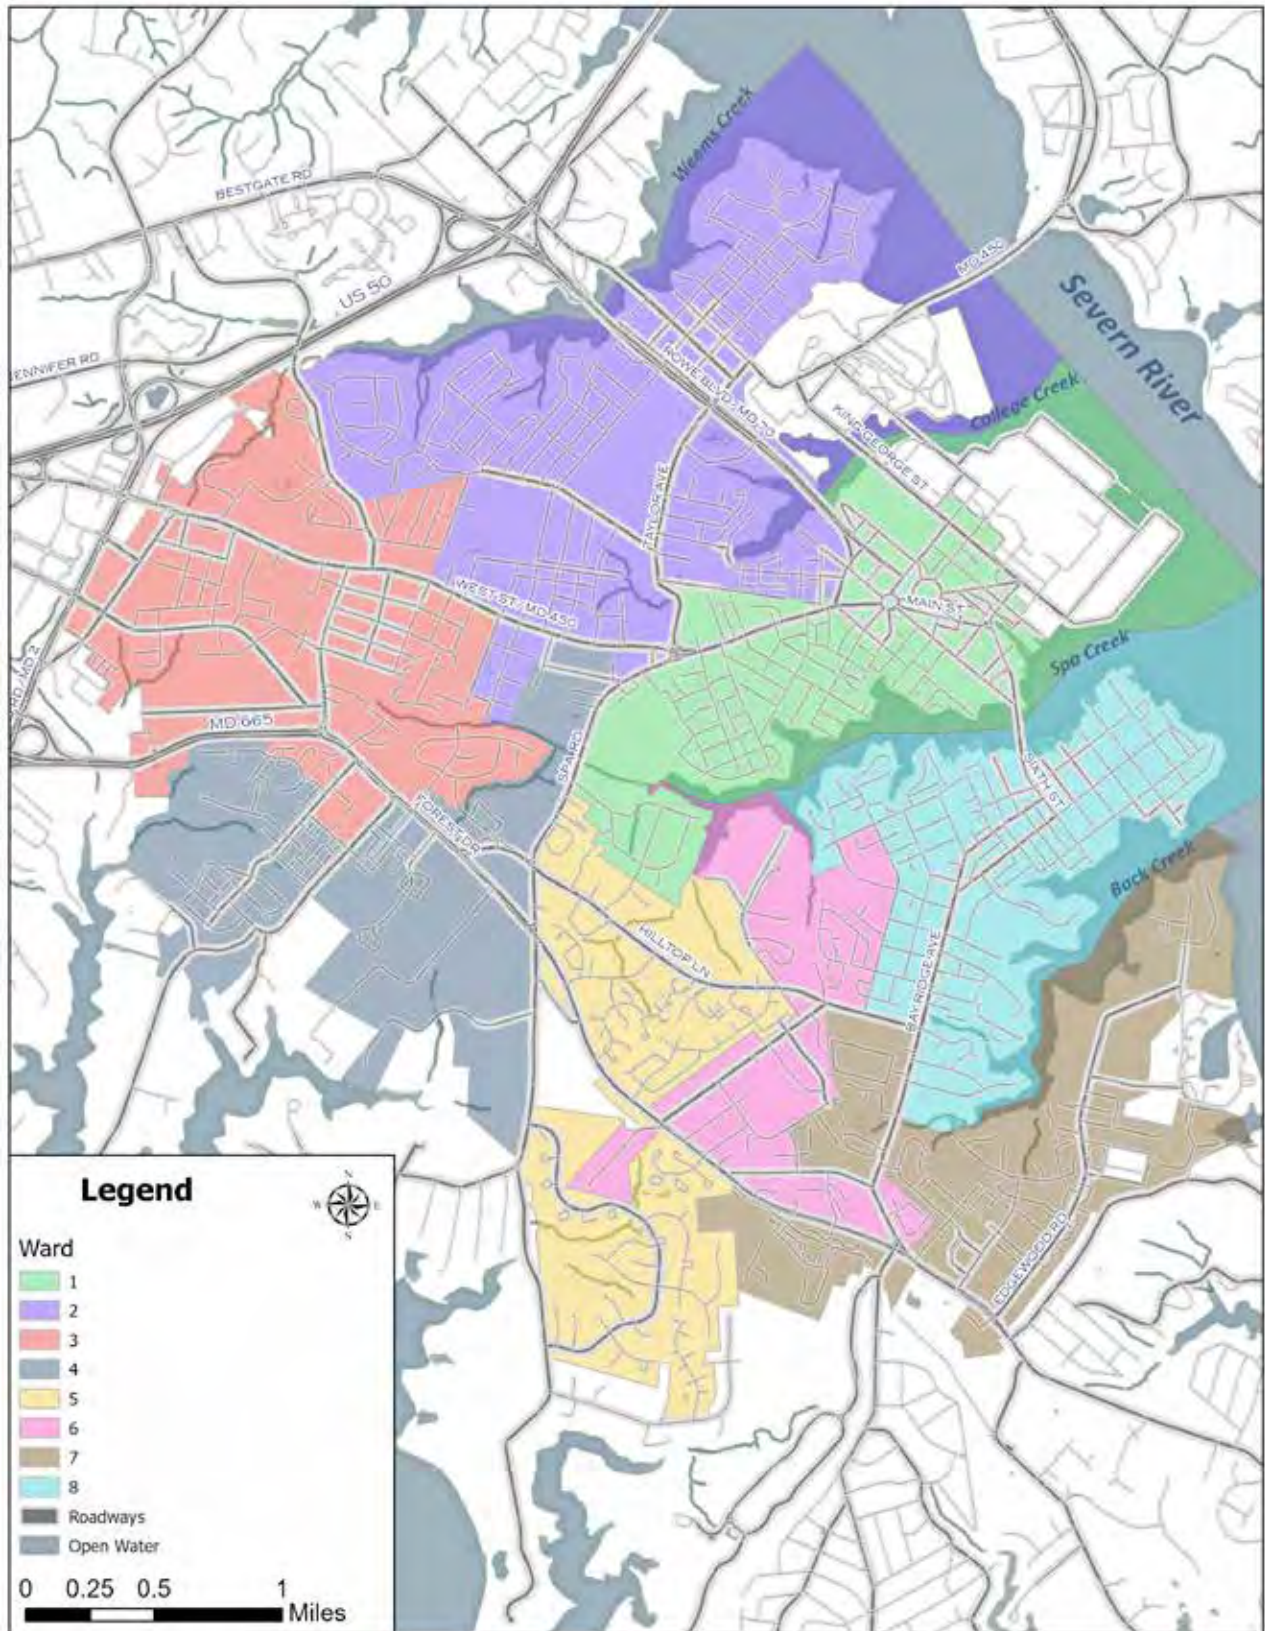 Weems Creek
BESTGATE RD
US 50
MD 450
Severn River
JENNIFER RD
ROWE BLVD / MD 70
College Creek
KING GEORGE ST
TAYLOR AVE
WEST ST / MD 450
MAIN ST
Spa Creek
RD / MD 2
MD 665
SPA RD
SIXTH ST
FOREST DR
Back Creek
HILLTOP LN
BAY RIDGE AVE
EDGEWOOD RD
Legend
N
W E
S
Ward
1
2
3
4
5
6
7
8
Roadways
Open Water
0 0.25 0.5 1
Miles